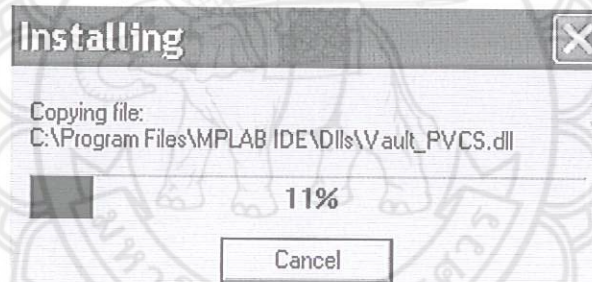 Installing
Copying file:
C:\Program Files\MPLAB IDE\Dlls\Vault_PVCS.dll
11%
Cancel